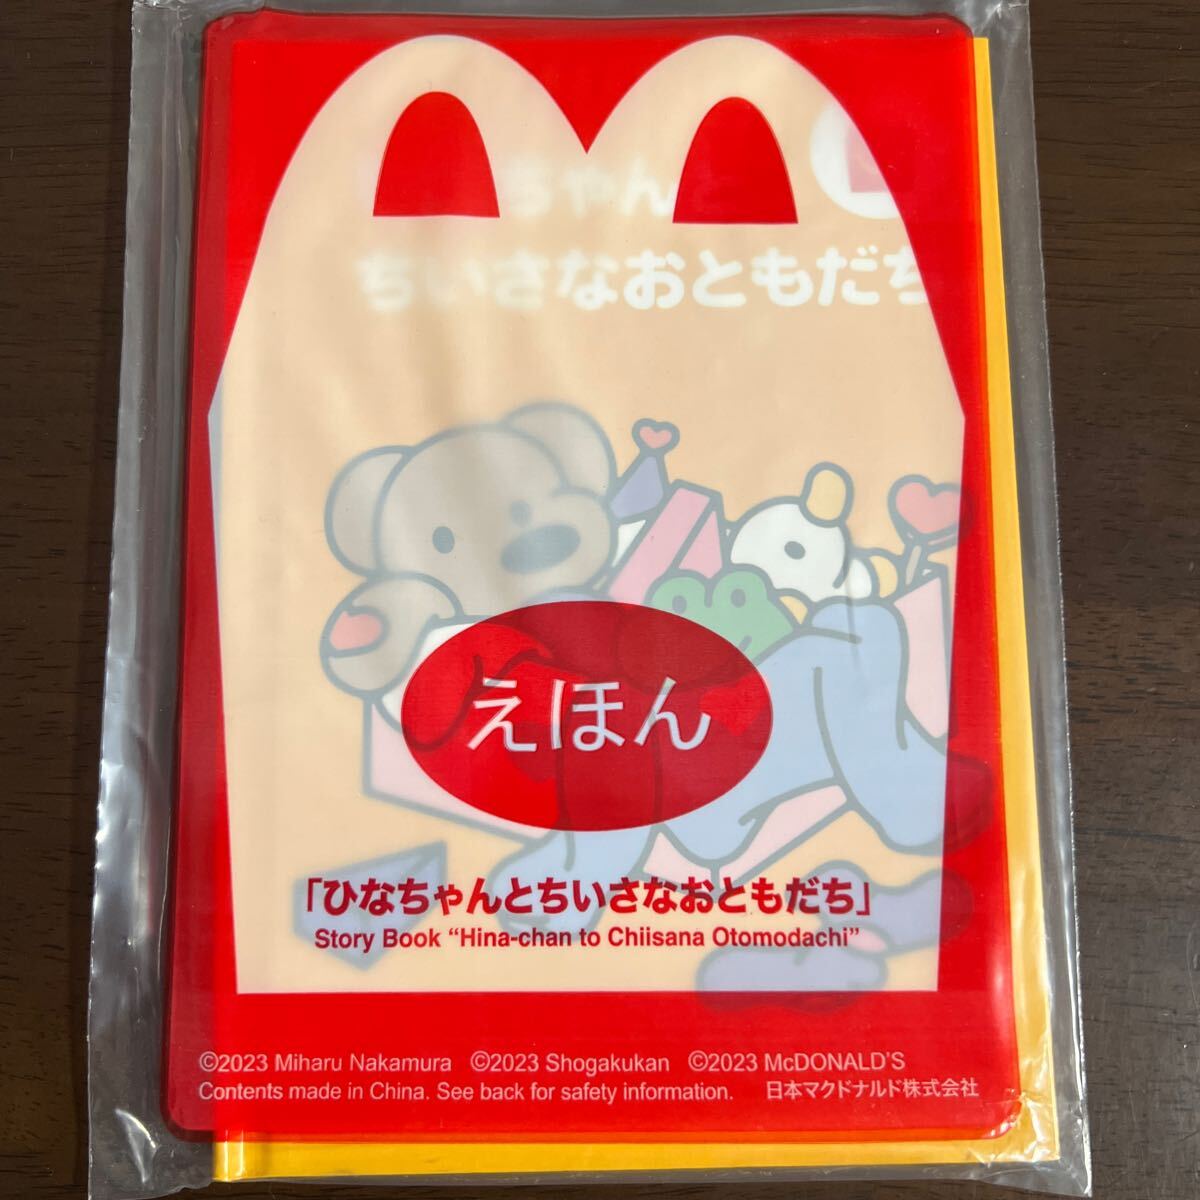 ちゃん
ちいさなおともだち
えほん
「ひなちゃんとちいさなおともだち」
Story Book “Hina-chan to Chiisana Otomodachi”
©2023 Miharu Nakamura ©2023 Shogakukan ©2023 McDONALD'S
Contents made in China. See back for safety information. 日本マクドナルド株式会社